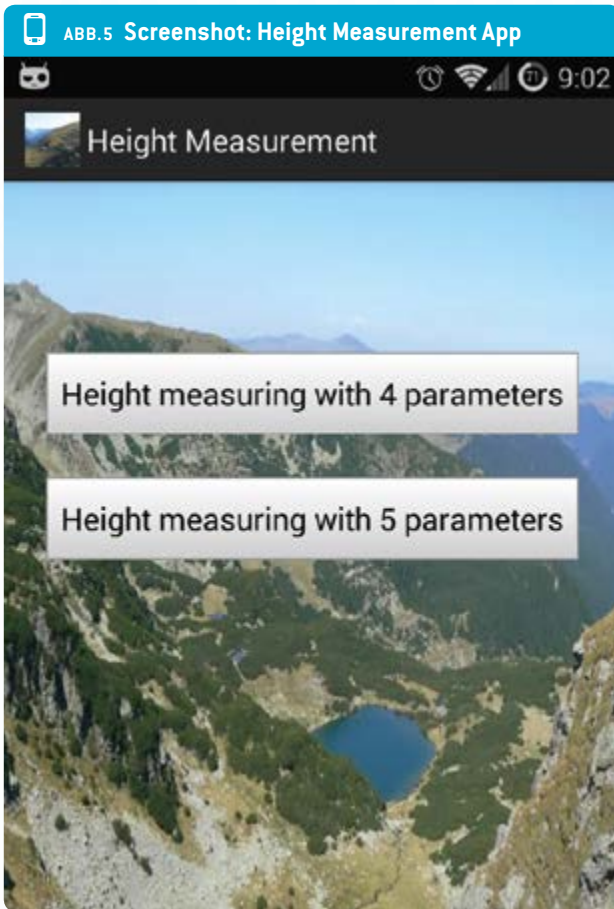 ABB.5 Screenshot: Height Measurement App
71 9:02
Height Measurement
Height measuring with 4 parameters
Height measuring with 5 parameters